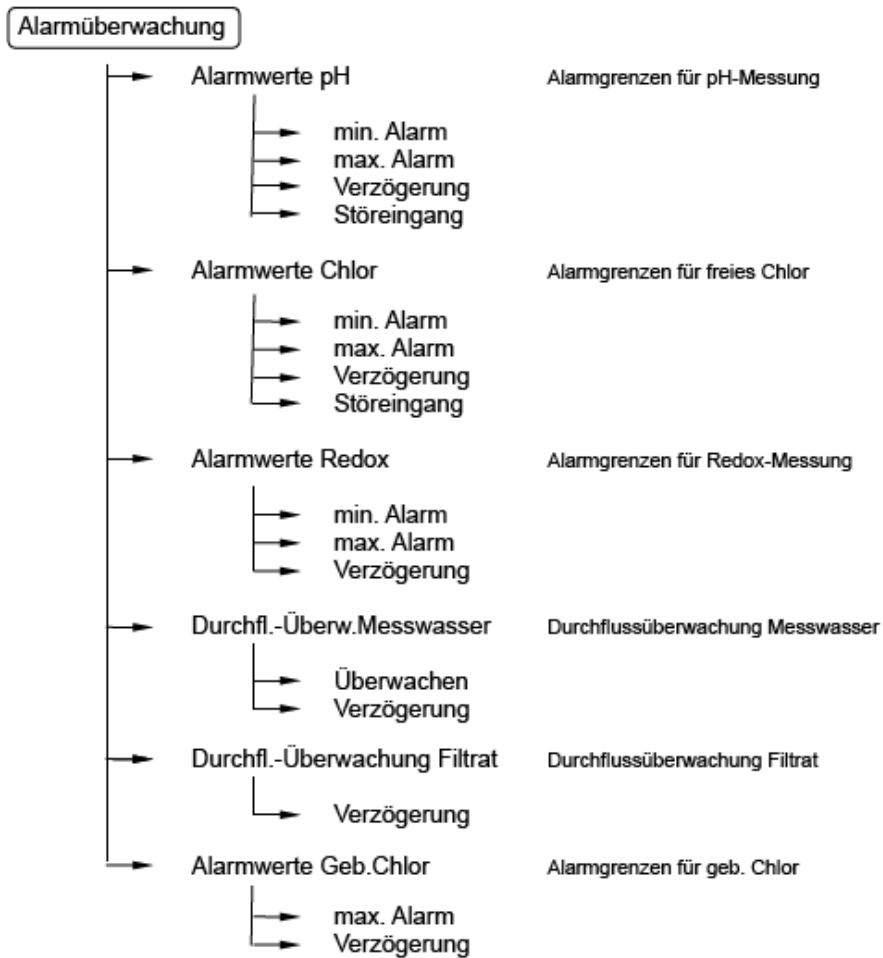 Alarmüberwachung
Alarmwerte pH Alarmgrenzen für pH-Messung
min. Alarm
max. Alarm
Verzögerung
Störeingang
Alarmwerte Chlor Alarmgrenzen für freies Chlor
min. Alarm
max. Alarm
Verzögerung
Störeingang
Alarmwerte Redox Alarmgrenzen für Redox-Messung
min. Alarm
max. Alarm
Verzögerung
Durchfl.-Überw.Messwasser Durchflussüberwachung Messwasser
Überwachen
Verzögerung
Durchfl.-Überwachung Filtrat Durchflussüberwachung Filtrat
Verzögerung
Alarmwerte Geb.Chlor Alarmgrenzen für geb. Chlor
max. Alarm
Verzögerung